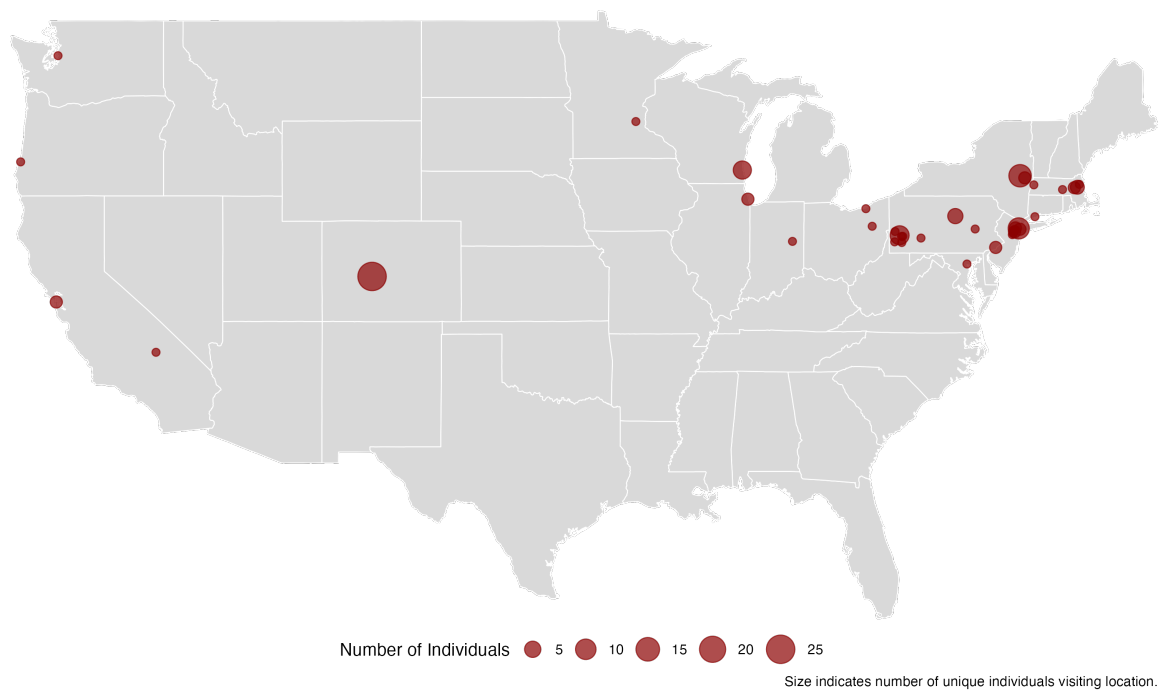 Number of Individuals 5 10 15 20 25
Size indicates number of unique individuals visiting location.